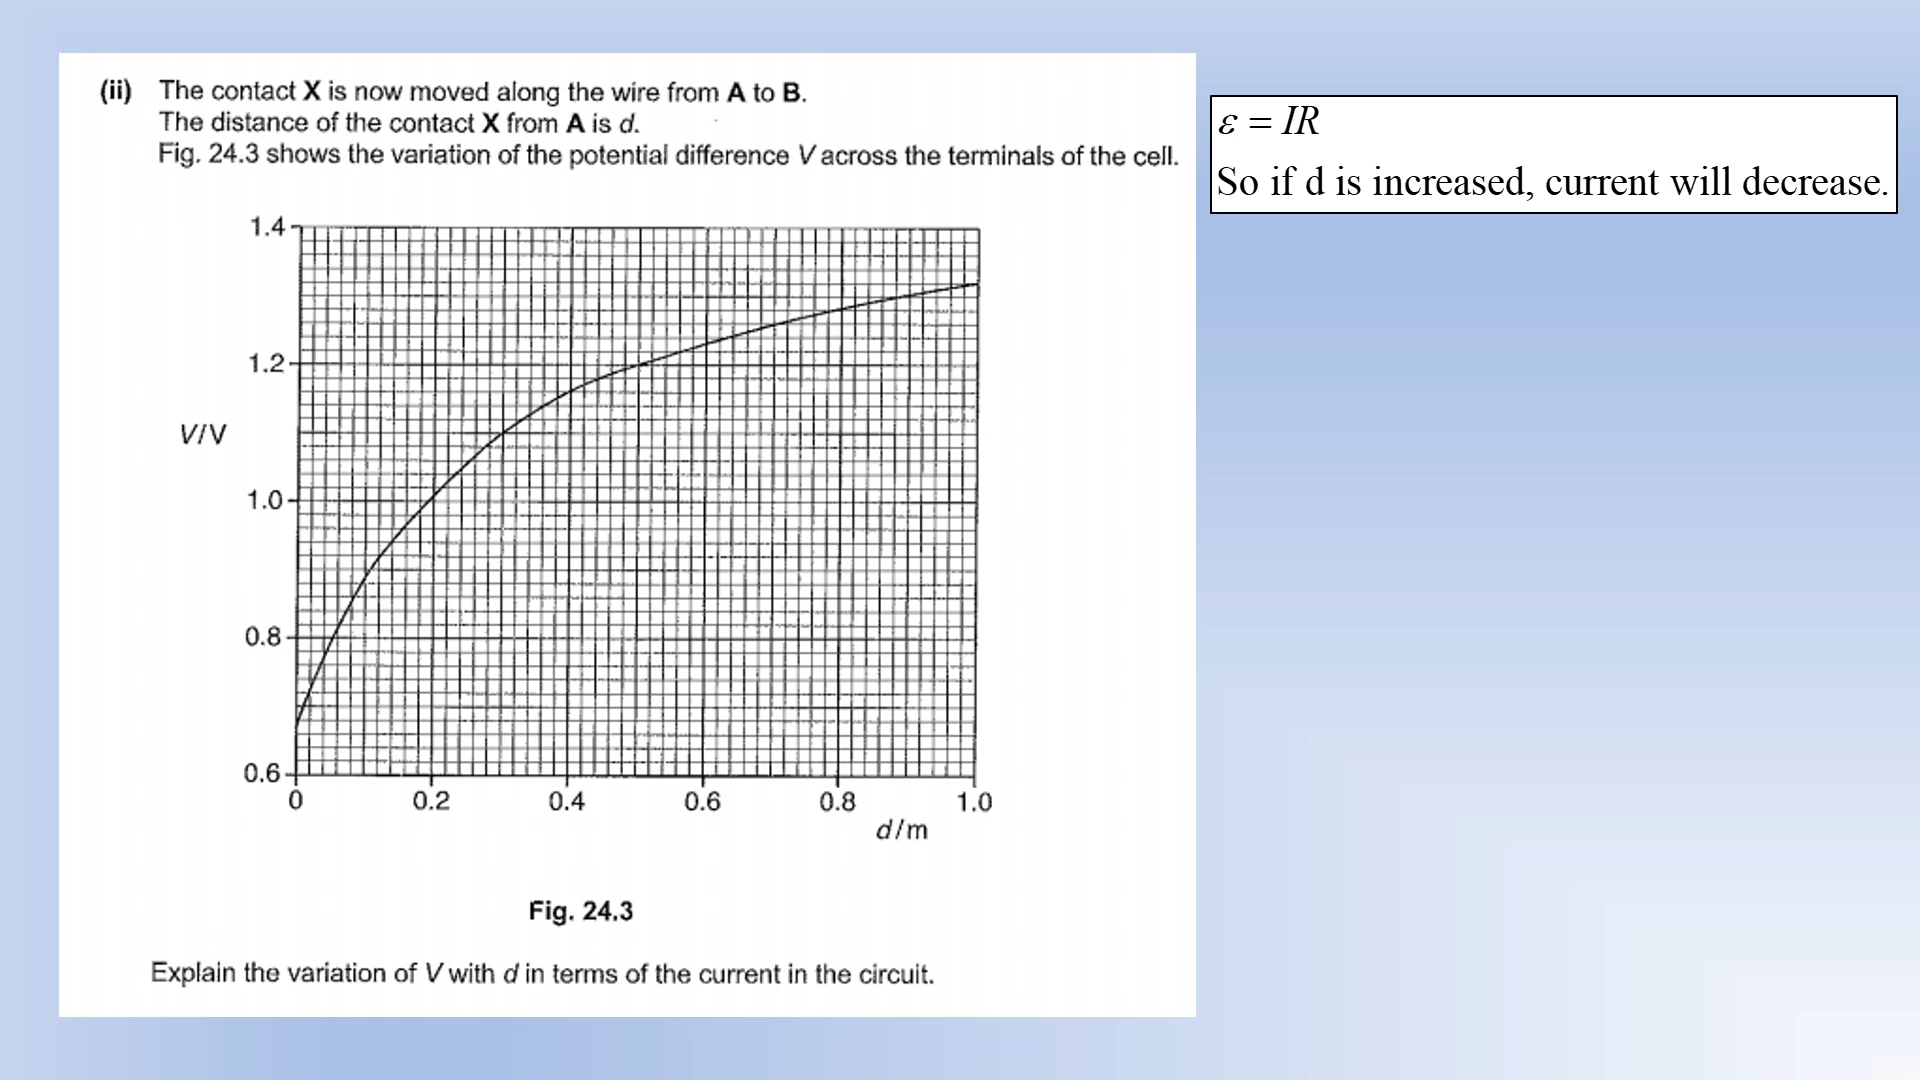 (ii) The contact X is now moved along the wire from A to B.
The distance of the contact X from A is d.
Fig. 24.3 shows the variation of the potential difference V across the terminals of the cell.
ε = IR
So if d is increased, current will decrease.
1.4
1.2
V/V
1.0
0.8
0.6
0 0.2 0.4 0.6 0.8 1.0
d/m
Fig. 24.3
Explain the variation of V with d in terms of the current in the circuit.